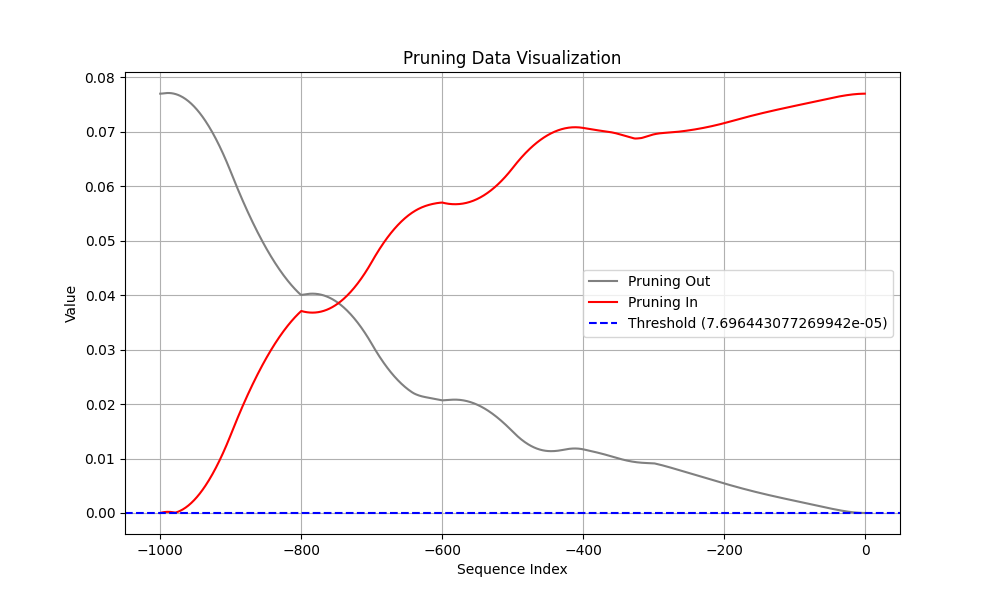 Pruning Data Visualization
0.08
0.07
0.06
0.05
0.04
0.03
0.02
0.01
0.00
Value
Pruning Out
Pruning In
Threshold (7.696443077269942e-05)
−1000
−800
−600
−400
−200
0
Sequence Index